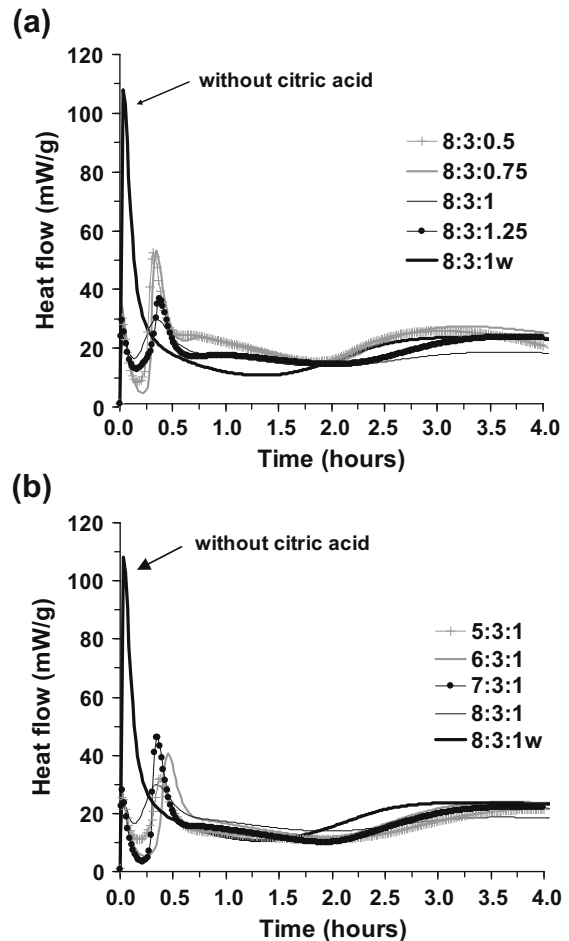 (a)
120
100
80
60
40
20
0
Heat flow (mW/g)
without citric acid
8:3:0.5
8:3:0.75
8:3:1
8:3:1.25
8:3:1w
0.0 0.5 1.0 1.5 2.0 2.5 3.0 3.5 4.0
Time (hours)
(b)
120
100
80
60
40
20
0
Heat flow (mW/g)
without citric acid
5:3:1
6:3:1
7:3:1
8:3:1
8:3:1w
0.0 0.5 1.0 1.5 2.0 2.5 3.0 3.5 4.0
Time (hours)